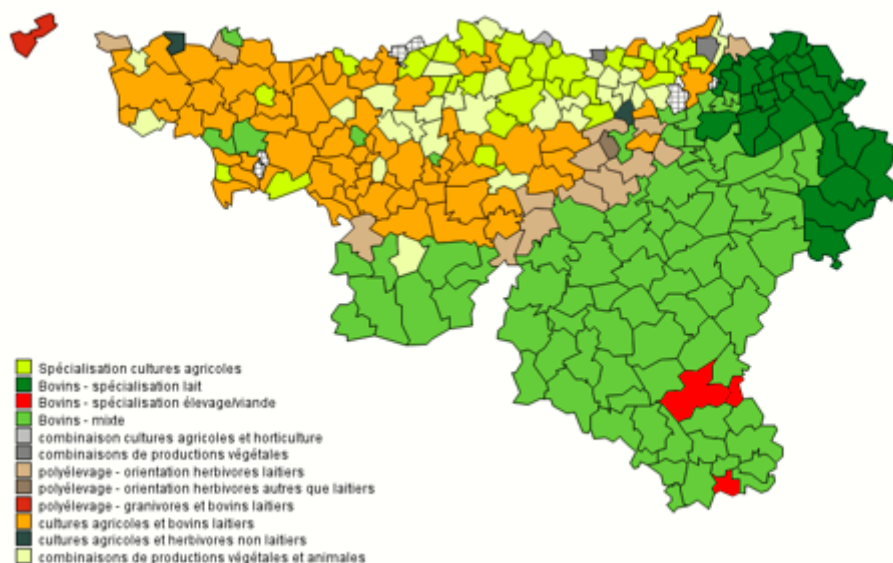 Spécialisation cultures agricoles
Bovins - spécialisation lait
Bovins - spécialisation élevage/viande
Bovins - mixte
combinaison cultures agricoles et horticulture
combinaisons de productions végétales
polyélevage - orientation herbivores laitiers
polyélevage - orientation herbivores autres que laitiers
polyélevage - granivores et bovins laitiers
cultures agricoles et bovins laitiers
cultures agricoles et herbivores non laitiers
combinaisons de productions végétales et animales